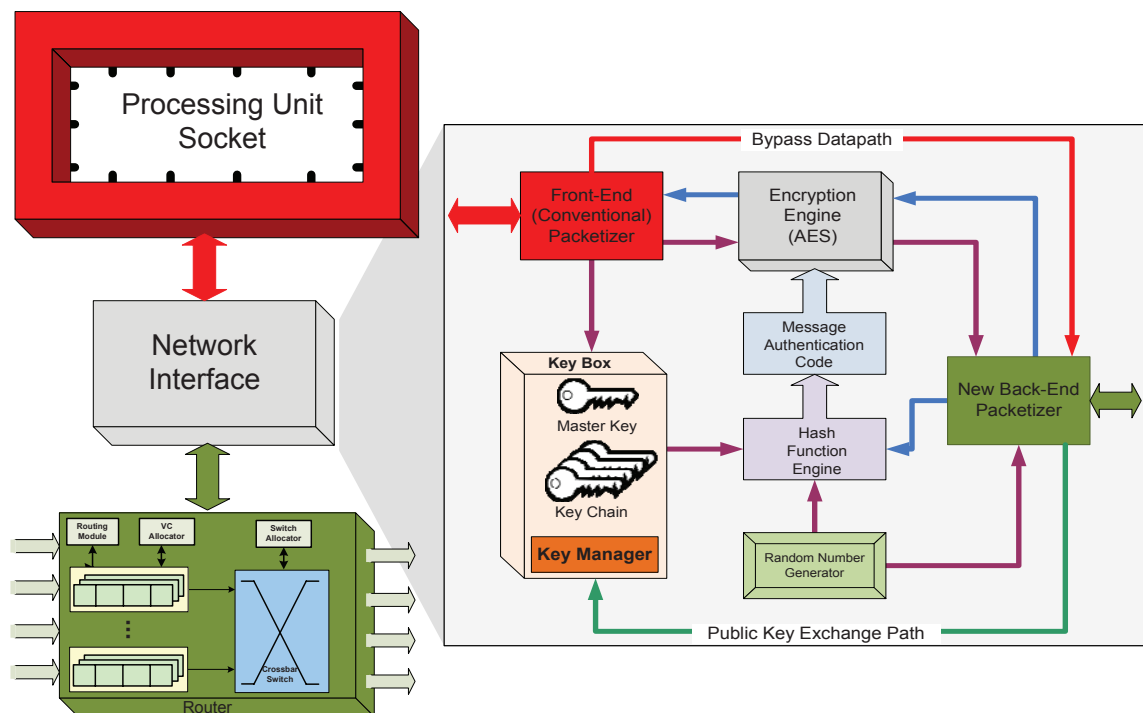 Processing Unit
Socket
Network
Interface
Routing
Module
VC
Allocator
Switch
Allocator
Crossbar
Switch
Router
Bypass Datapath
Front-End
(Conventional)
Packetizer
Encryption
Engine
(AES)
Message
Authentication
Code
Key Box
Master Key
Key Chain
Key Manager
Hash
Function
Engine
New Back-End
Packetizer
Random Number
Generator
Public Key Exchange Path